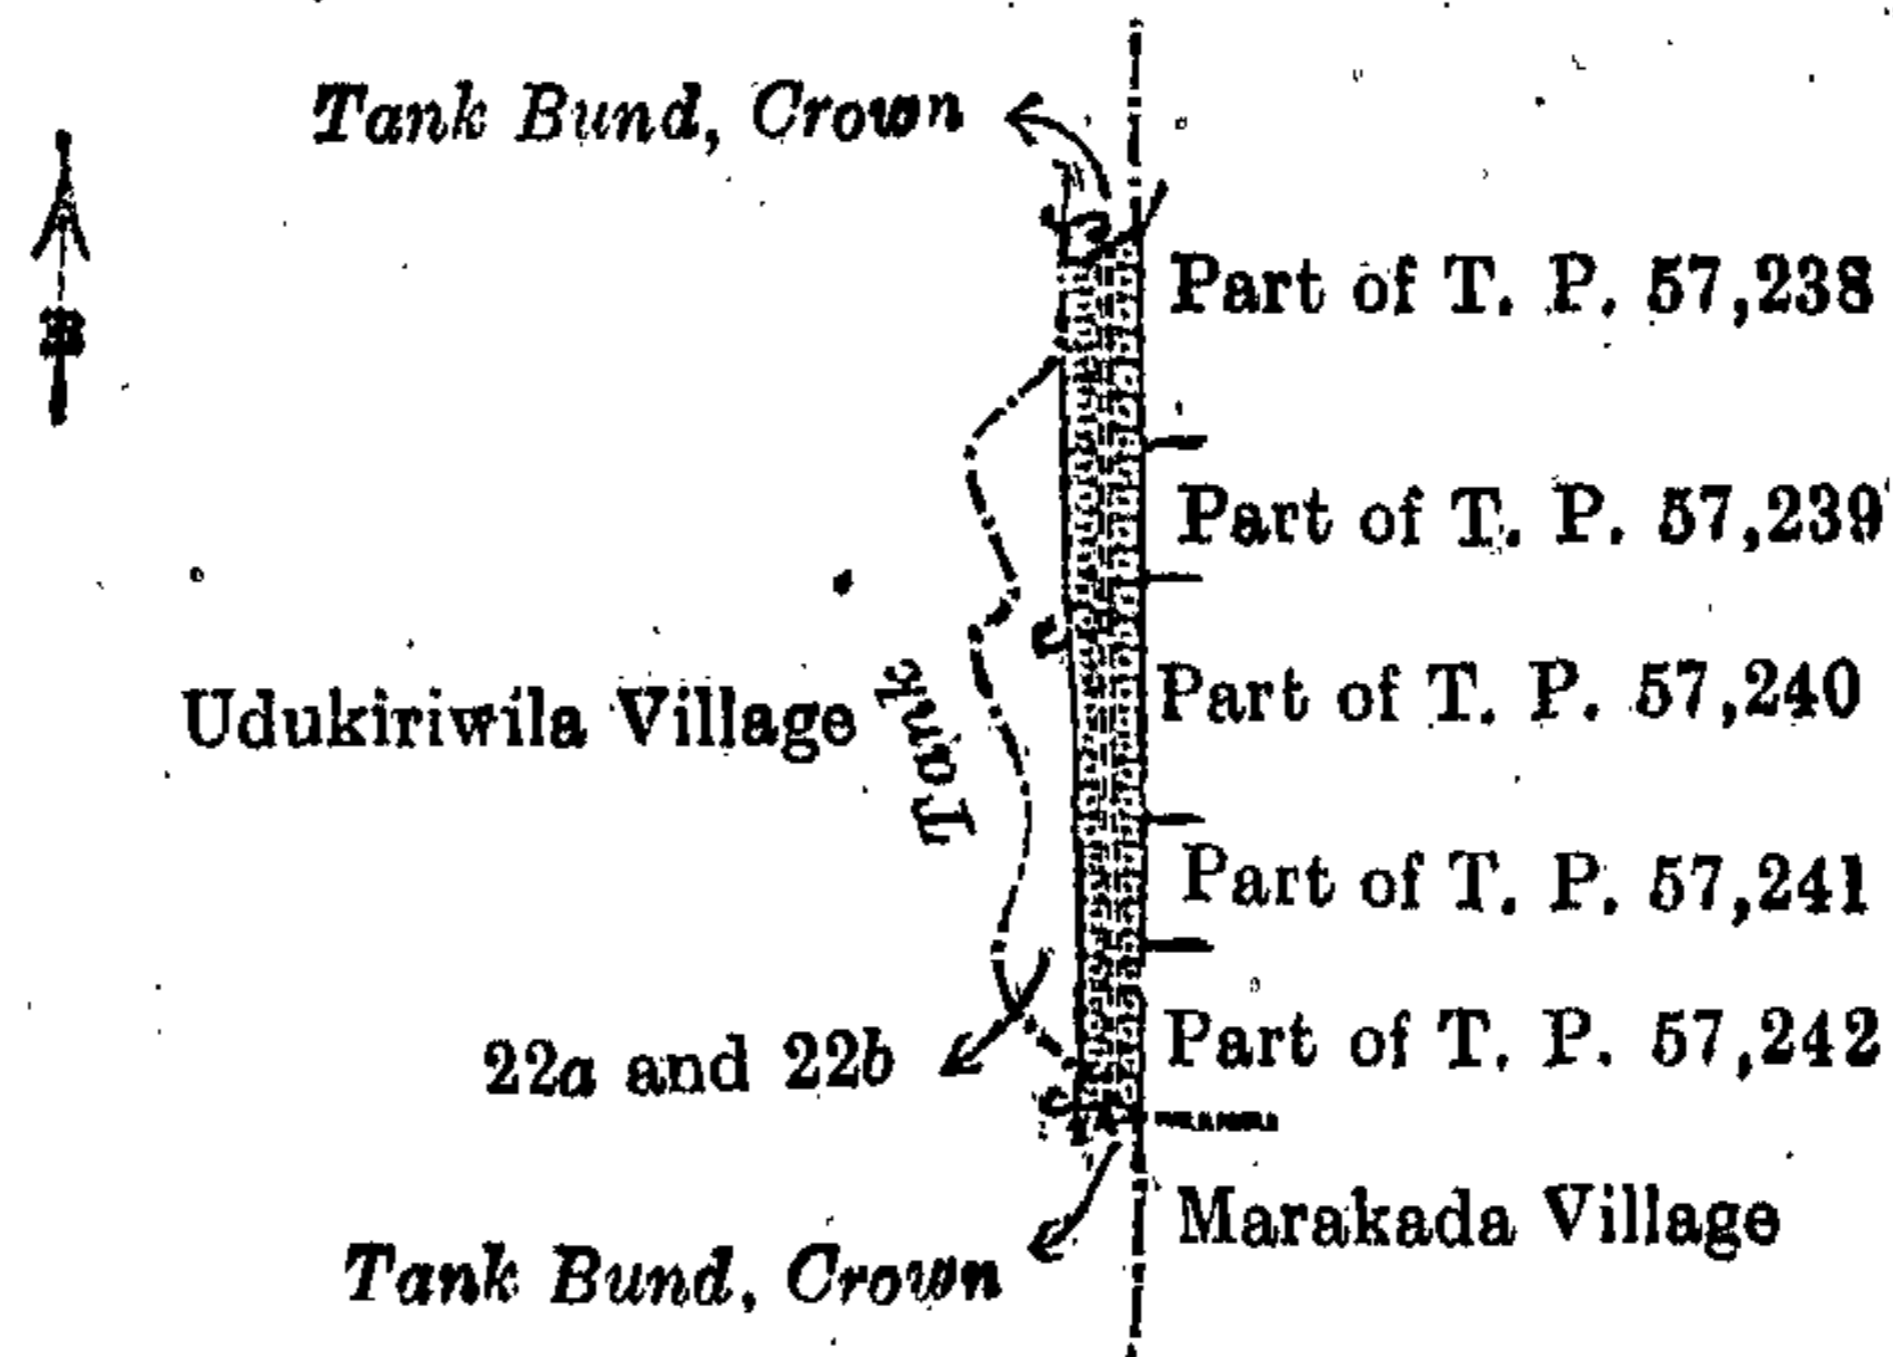 Tank Bund, Crown
Part of T. P. 57,238
Part of T. P. 57,239
Part of T. P. 57,240
Udukiriwila Village
Tank
Part of T. P. 57,241
22a and 22b
Part of T. P. 57,242
Marakada Village
Tank Bund, Crown